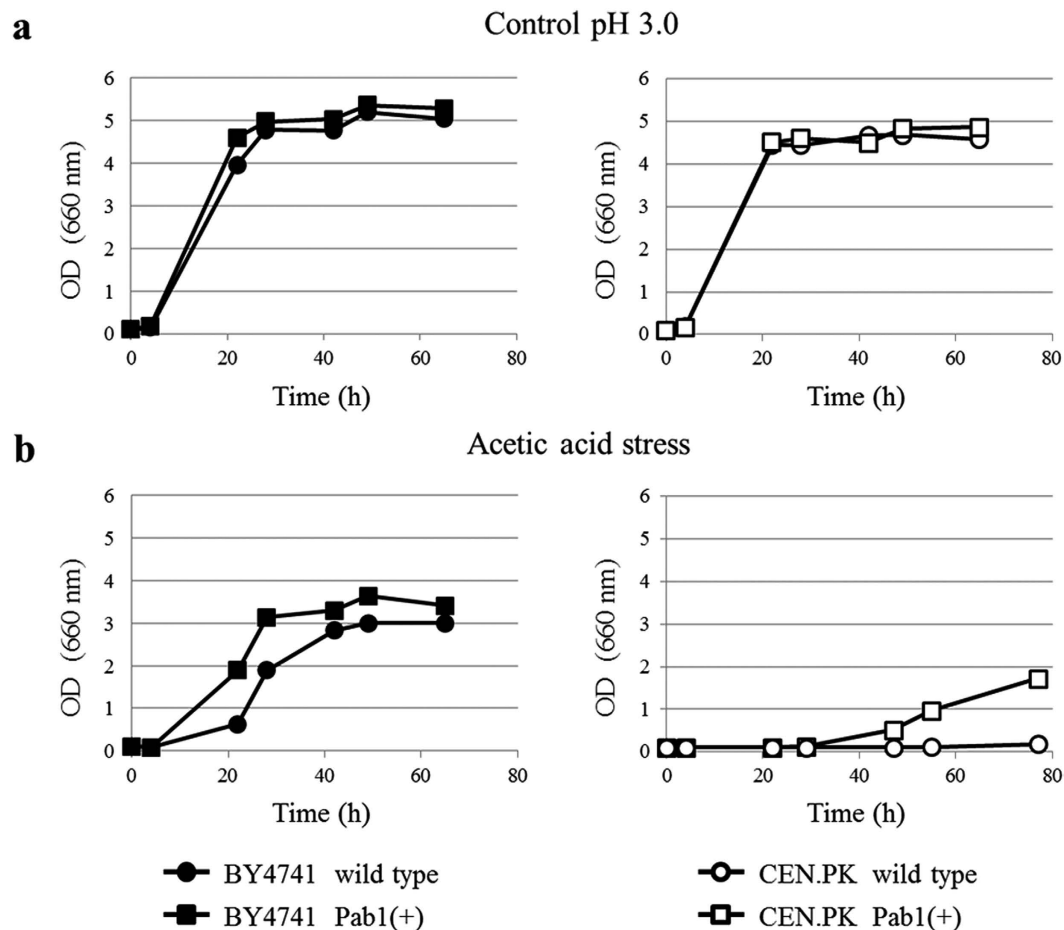 a
Control pH 3.0
6
5
4
3
2
1
0
OD (660 nm)
0 20 40 60 80
Time (h)
6
5
4
3
2
1
0
OD (660 nm)
0 20 40 60 80
Time (h)
b
Acetic acid stress
6
5
4
3
2
1
0
OD (660 nm)
0 20 40 60 80
Time (h)
6
5
4
3
2
1
0
OD (660 nm)
0 20 40 60 80
Time (h)
BY4741 wild type
BY4741 Pab1(+)
CEN.PK wild type
CEN.PK Pab1(+)